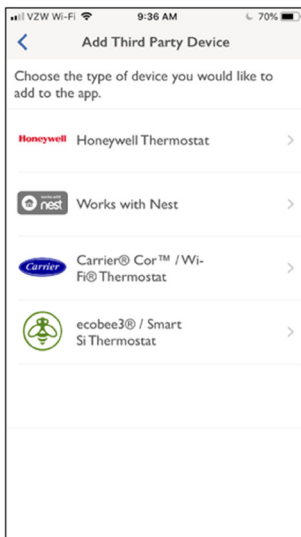 VZW Wi-Fi 9:36 AM 70%
Add Third Party Device
Choose the type of device you would like to
add to the app.
Honeywell Honeywell Thermostat
works with
nest Works with Nest
Carrier® Cor™ / Wi-
Carrier Fi® Thermostat
ecobee3® / Smart
Si Thermostat